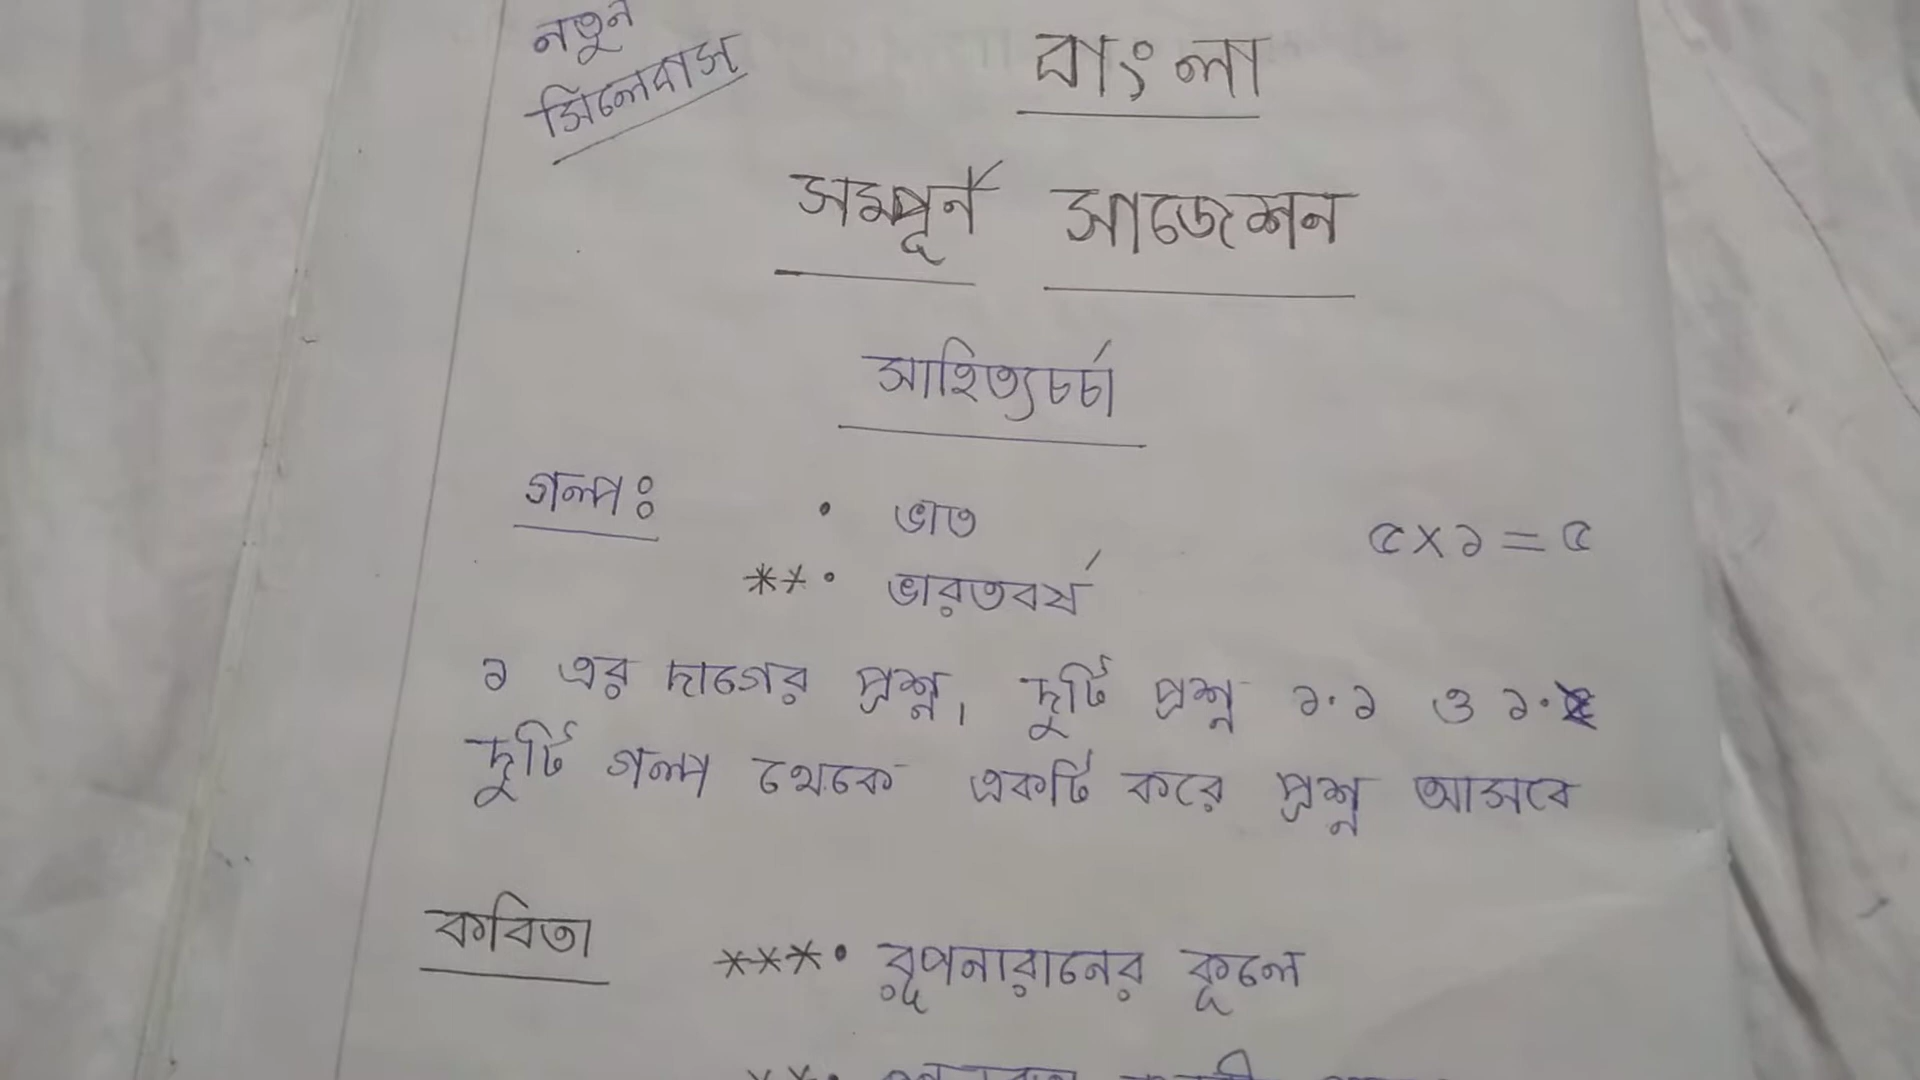 নতুন
সিলেবাস
বাংলা
সম্পূর্ন সাজেশন
সাহিত্যচর্চা
গল্পঃ • ভাত ৫×১=৫
**• ভারতবর্ষ
১ এর দাগের প্রশ্ন, দুটি প্রশ্ন ১.১ ও ১.২
দুটি গল্প থেকে একটি করে প্রশ্ন আসবে
কবিতা ***• রূপনারানের কূলে
**•